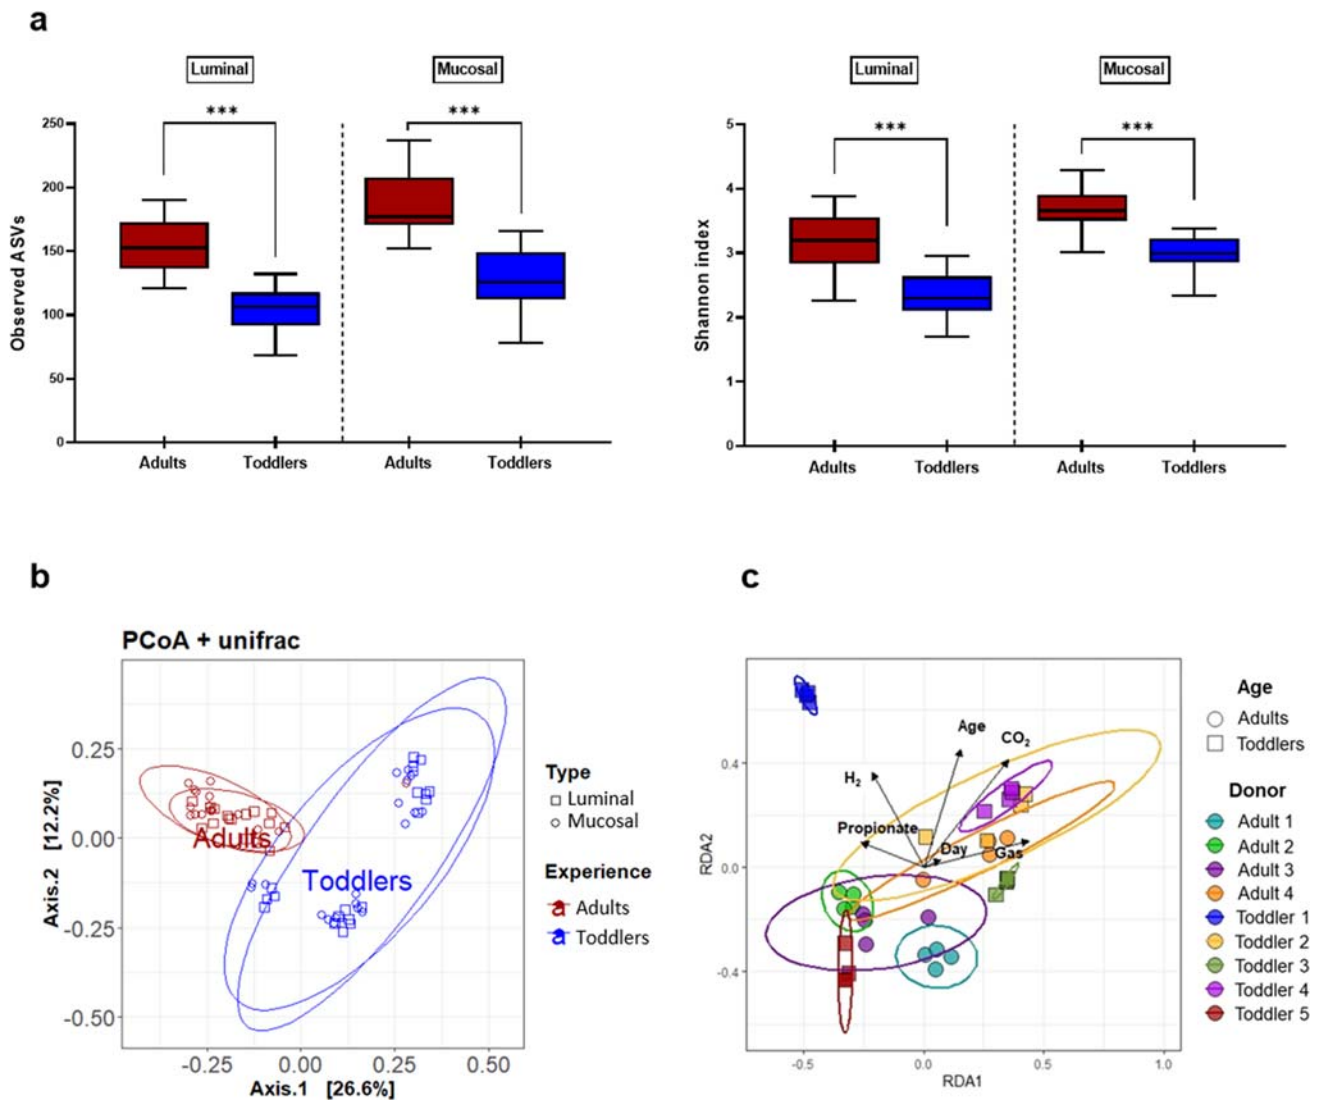 a
Luminal
Mucosal
***
***
250
200
150
100
50
0
Observed ASVs
Adults
Toddlers
Adults
Toddlers
Luminal
Mucosal
***
***
5
4
3
2
1
0
Shannon index
Adults
Toddlers
Adults
Toddlers
b
PCoA + unifrac
Axis.2 [12.2%]
0.25
0.00
-0.25
-0.50
Adults
Toddlers
-0.25
0.00
0.25
0.50
Axis.1 [26.6%]
Type
Luminal
Mucosal
Experience
a Adults
a Toddlers
c
RDA2
0.4
0.0
-0.4
Age
CO2
H2
Propionate
Day
Gas
-0.5
0.0
0.5
1.0
RDA1
Age
Adults
Toddlers
Donor
Adult 1
Adult 2
Adult 3
Adult 4
Toddler 1
Toddler 2
Toddler 3
Toddler 4
Toddler 5